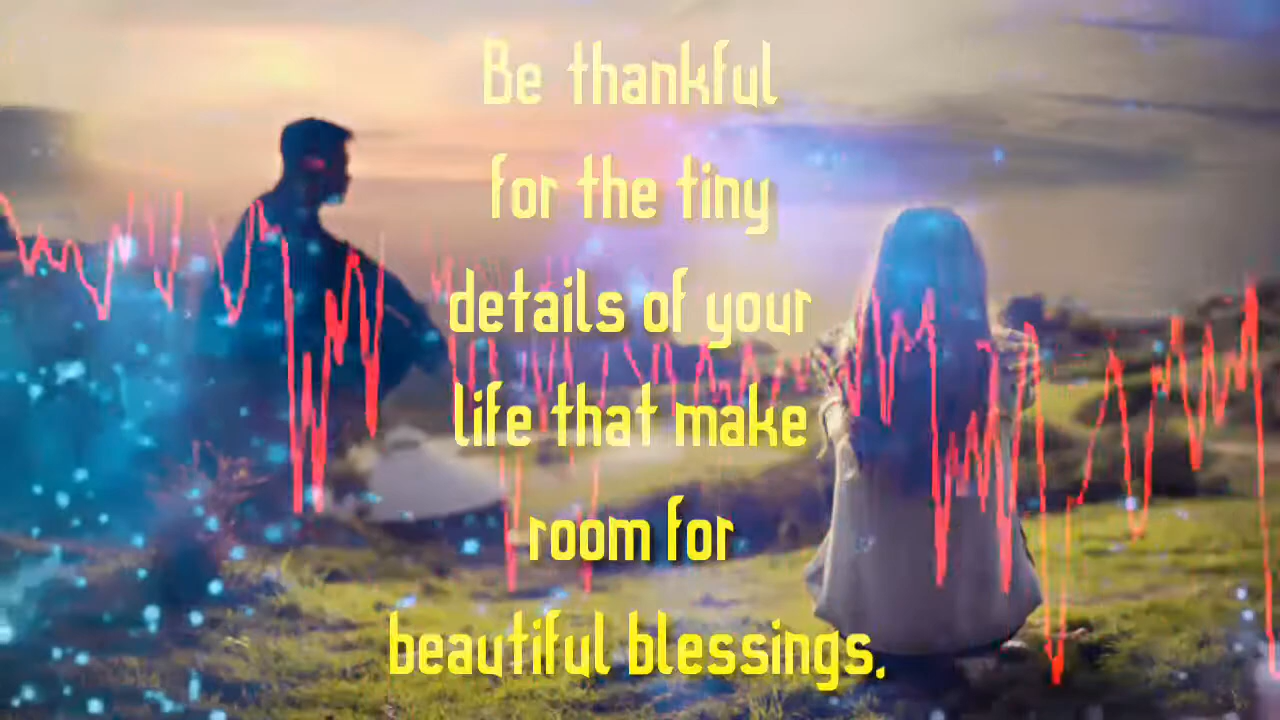 Be thankful
for the tiny
details of your
life that make
room for
beautiful blessings.